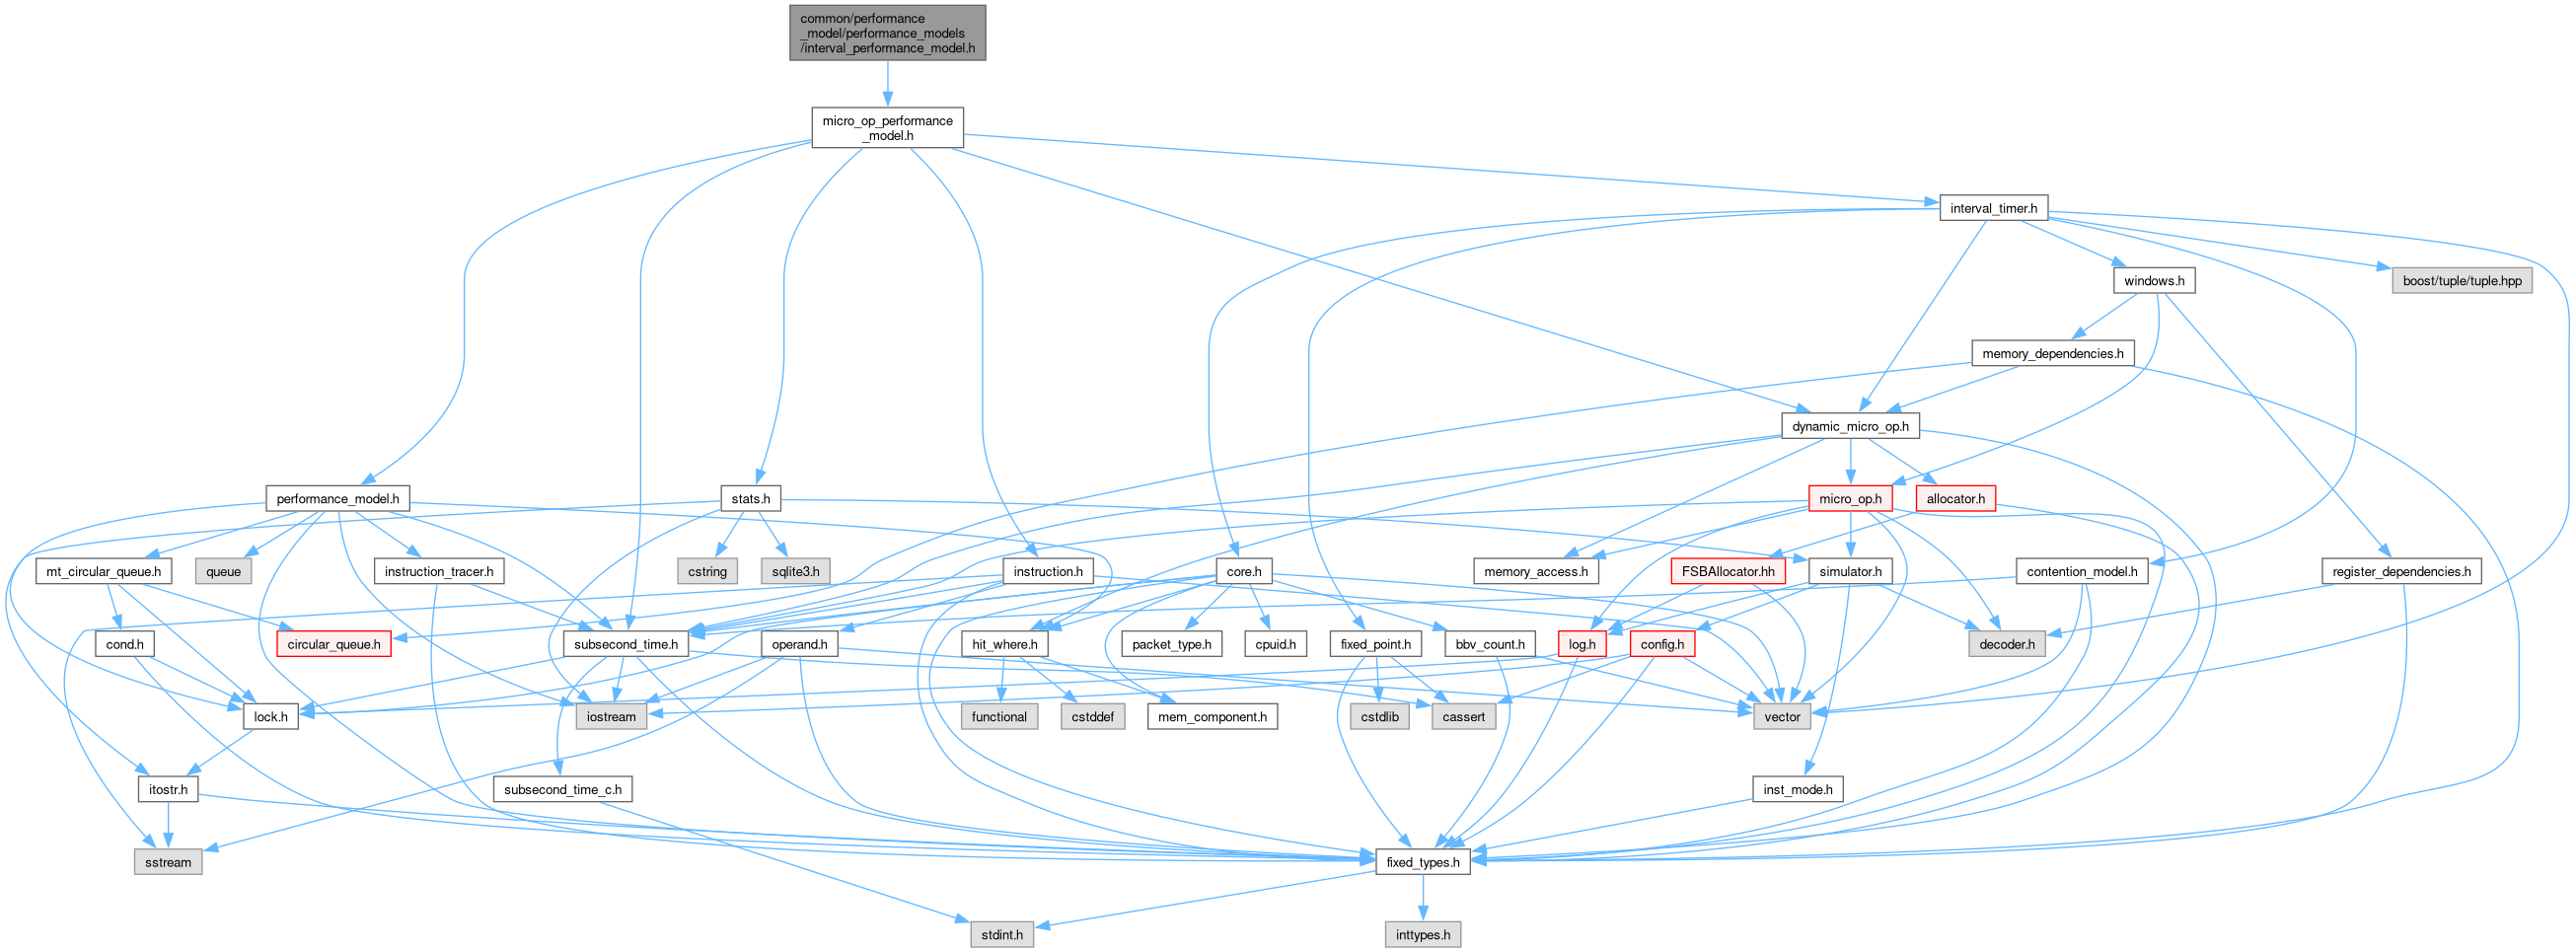 common/performance
_model/performance_models
/interval_performance_model.h
micro_op_performance
_model.h
interval_timer.h
windows.h
boost/tuple/tuple.hpp
memory_dependencies.h
dynamic_micro_op.h
performance_model.h
stats.h
micro_op.h
allocator.h
mt_circular_queue.h
queue
instruction_tracer.h
cstring
sqlite3.h
instruction.h
core.h
memory_access.h
FSBAllocator.hh
simulator.h
contention_model.h
register_dependencies.h
cond.h
circular_queue.h
subsecond_time.h
operand.h
hit_where.h
packet_type.h
cpuid.h
fixed_point.h
bbv_count.h
log.h
config.h
decoder.h
lock.h
iostream
functional
cstddef
mem_component.h
cstdlib
cassert
vector
itostr.h
subsecond_time_c.h
inst_mode.h
sstream
fixed_types.h
stdint.h
inttypes.h